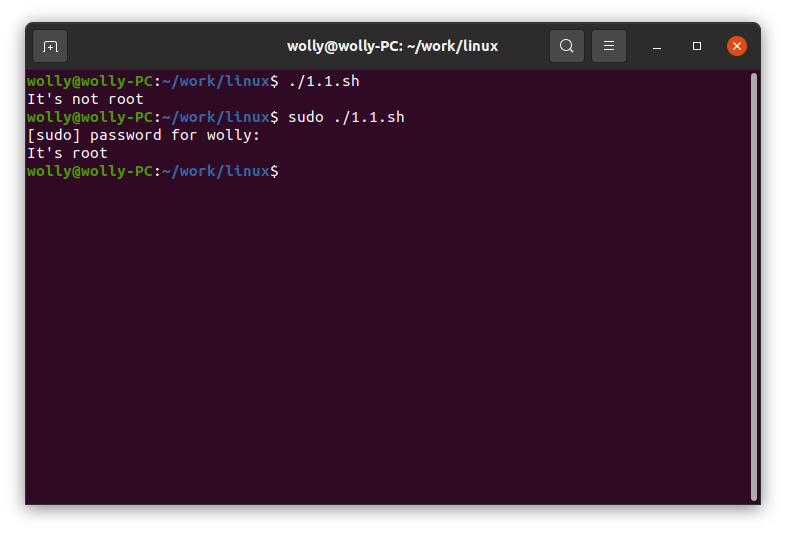 wolly@wolly-PC: ~/work/linux
wolly@wolly-PC:~/work/linux$ ./1.1.sh
It's not root
wolly@wolly-PC:~/work/linux$ sudo ./1.1.sh
[sudo] password for wolly:
It's root
wolly@wolly-PC:~/work/linux$